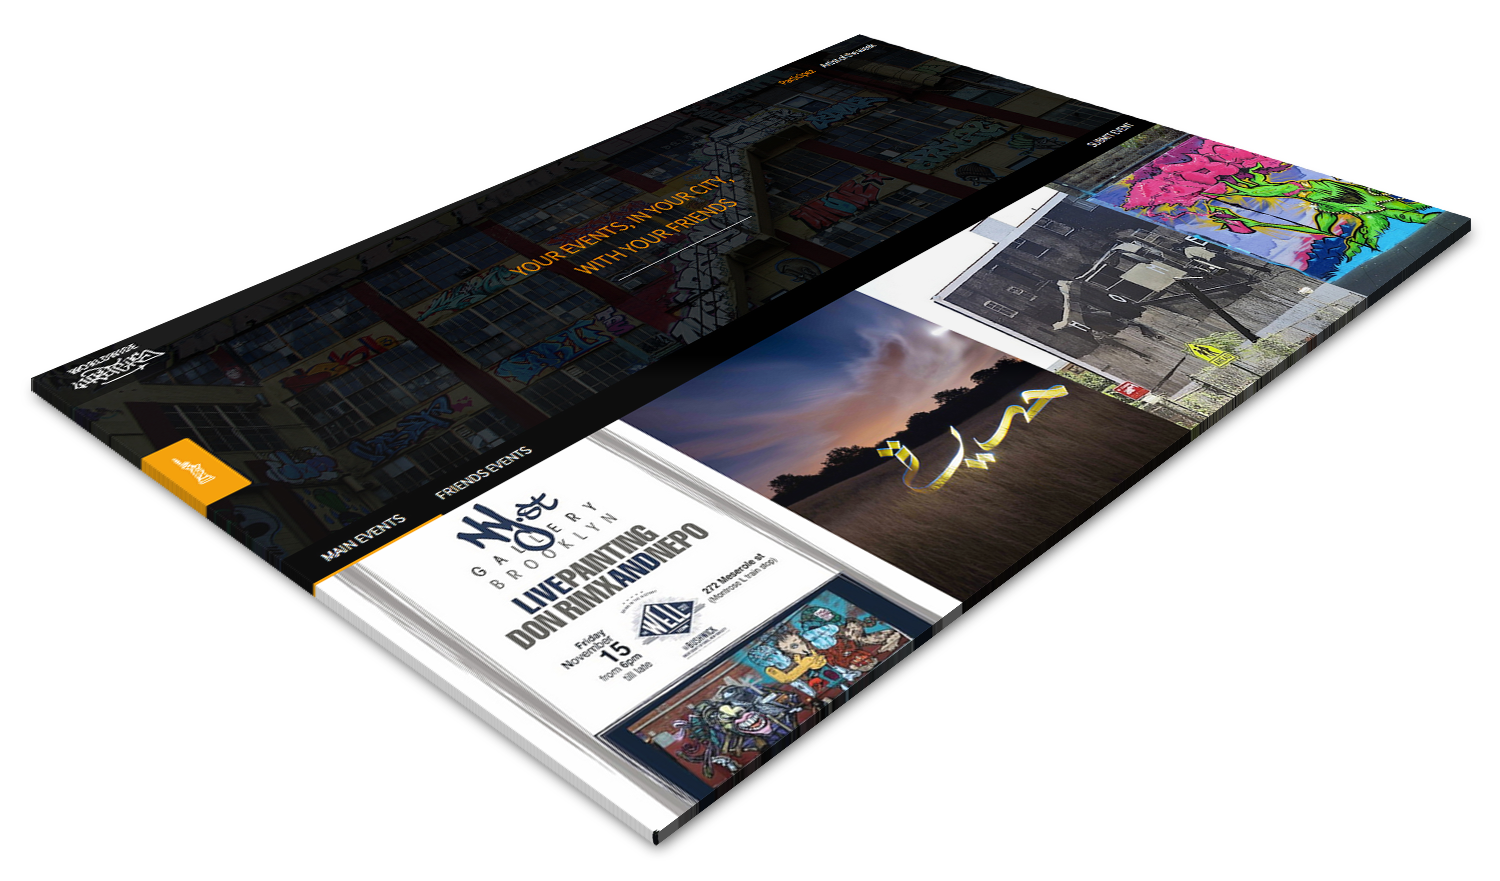 Participez
Artist of the week
WORLDWIDE
YOUR EVENTS, IN YOUR CITY,
WITH YOUR FRIENDS
MAIN EVENTS
FRIENDS EVENTS
SUBMIT EVENT
NY.st
GALLERY
BROOKLYN
LIVEPAINTING
DON RIMXANDNEPO
Friday
November
15
from 6pm
till late
WELL
BUSHWICK
272 Meserole st
(Montrose L train stop)